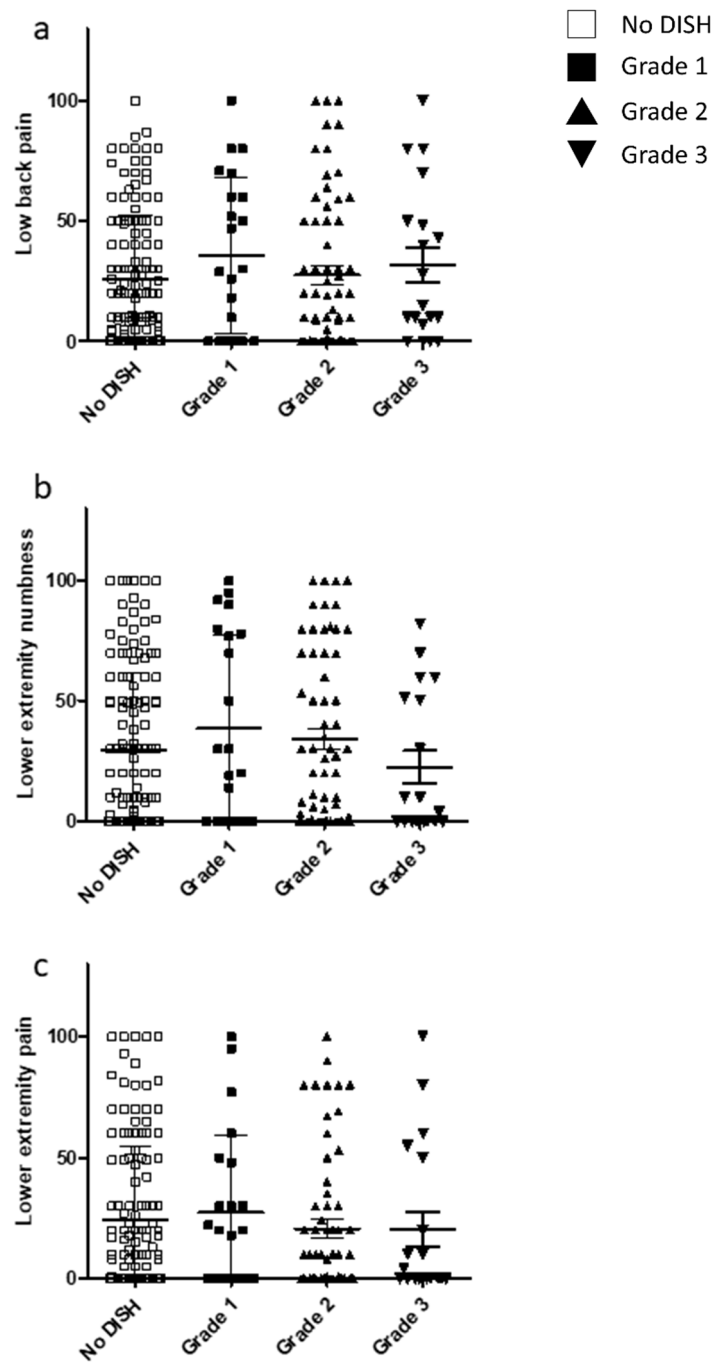 a
No DISH
Grade 1
Grade 2
Grade 3
Low back pain
100
50
0
No DISH
Grade 1
Grade 2
Grade 3
b
Lower extremity numbness
100
50
0
No DISH
Grade 1
Grade 2
Grade 3
c
Lower extremity pain
100
50
0
No DISH
Grade 1
Grade 2
Grade 3